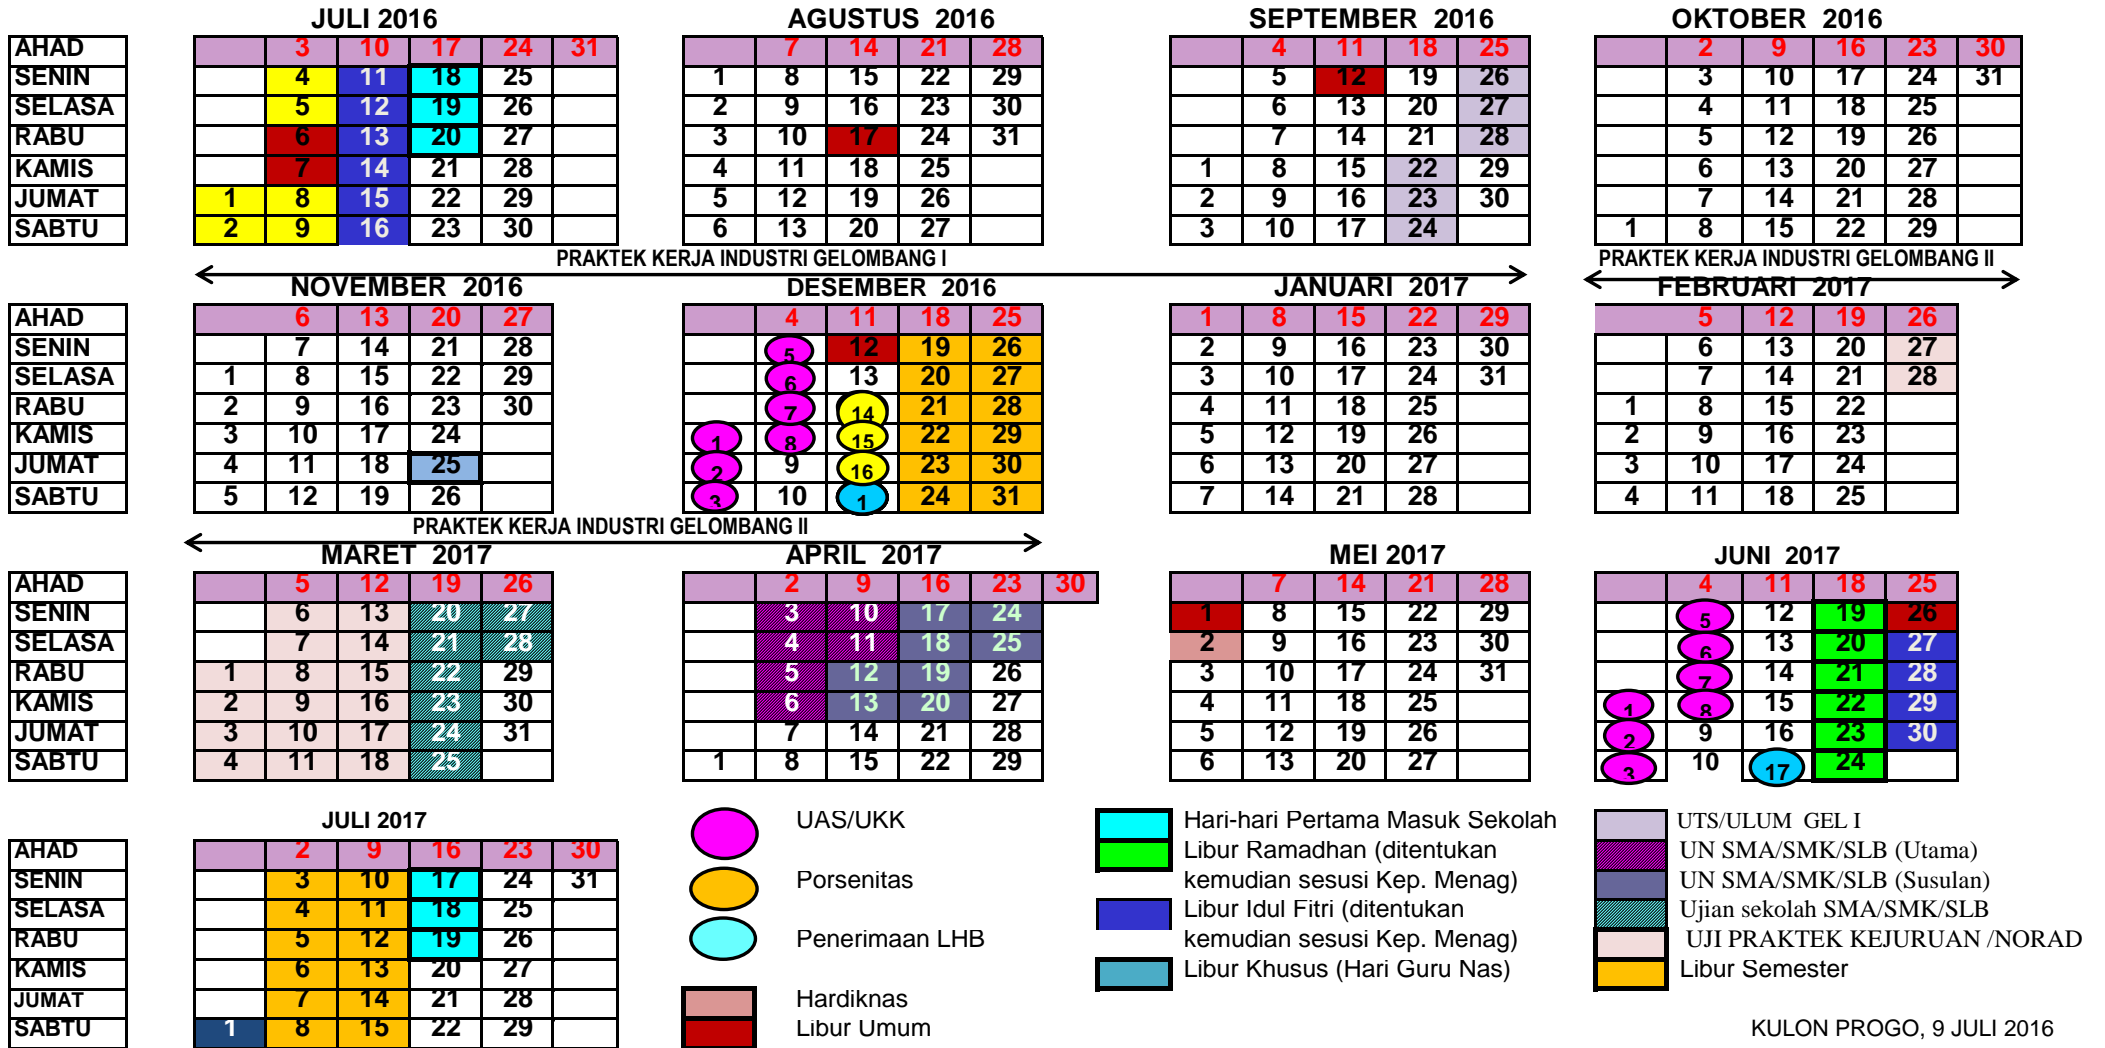 JULI 2016 AGUSTUS 2016 SEPTEMBER 2016 OKTOBER 2016
AHAD 3 10 17 24 31 7 14 21 28 4 11 18 25 2 9 16 23 30
SENIN 4 11 18 25 1 8 15 22 29 5 12 19 26 3 10 17 24 31
SELASA 5 12 19 26 2 9 16 23 30 6 13 20 27 4 11 18 25
RABU 6 13 20 27 3 10 17 24 31 7 14 21 28 5 12 19 26
KAMIS 7 14 21 28 4 11 18 25 1 8 15 22 29 6 13 20 27
JUMAT 1 8 15 22 29 5 12 19 26 2 9 16 23 30 7 14 21 28
SABTU 2 9 16 23 30 6 13 20 27 3 10 17 24 1 8 15 22 29
PRAKTEK KERJA INDUSTRI GELOMBANG I PRAKTEK KERJA INDUSTRI GELOMBANG II
NOVEMBER 2016 DESEMBER 2016 JANUARI 2017 FEBRUARI 2017
AHAD 6 13 20 27 4 11 18 25 1 8 15 22 29 5 12 19 26
SENIN 7 14 21 28 5 12 19 26 2 9 16 23 30 6 13 20 27
SELASA 1 8 15 22 29 6 13 20 27 3 10 17 24 31 7 14 21 28
RABU 2 9 16 23 30 7 14 21 28 4 11 18 25 1 8 15 22
KAMIS 3 10 17 24 1 8 15 22 29 5 12 19 26 2 9 16 23
JUMAT 4 11 18 25 2 9 16 23 30 6 13 20 27 3 10 17 24
SABTU 5 12 19 26 3 10 1 24 31 7 14 21 28 4 11 18 25
PRAKTEK KERJA INDUSTRI GELOMBANG II
MARET 2017 APRIL 2017 MEI 2017 JUNI 2017
AHAD 5 12 19 26 2 9 16 23 30 7 14 21 28 4 11 18 25
SENIN 6 13 20 27 3 10 17 24 1 8 15 22 29 5 12 19 26
SELASA 7 14 21 28 4 11 18 25 2 9 16 23 30 6 13 20 27
RABU 1 8 15 22 29 5 12 19 26 3 10 17 24 31 7 14 21 28
KAMIS 2 9 16 23 30 6 13 20 27 4 11 18 25 1 8 15 22 29
JUMAT 3 10 17 24 31 7 14 21 28 5 12 19 26 2 9 16 23 30
SABTU 4 11 18 25 1 8 15 22 29 6 13 20 27 3 10 17 24
JULI 2017
AHAD 2 9 16 23 30
SENIN 3 10 17 24 31
SELASA 4 11 18 25
RABU 5 12 19 26
KAMIS 6 13 20 27
JUMAT 7 14 21 28
SABTU 1 8 15 22 29
UAS/UKK
Porsenitas
Penerimaan LHB
Hardiknas
Libur Umum
Hari-hari Pertama Masuk Sekolah
Libur Ramadhan (ditentukan
kemudian sesusi Kep. Menag)
Libur Idul Fitri (ditentukan
kemudian sesusi Kep. Menag)
Libur Khusus (Hari Guru Nas)
UTS/ULUM GEL I
UN SMA/SMK/SLB (Utama)
UN SMA/SMK/SLB (Susulan)
Ujian sekolah SMA/SMK/SLB
UJI PRAKTEK KEJURUAN /NORAD
Libur Semester
KULON PROGO, 9 JULI 2016